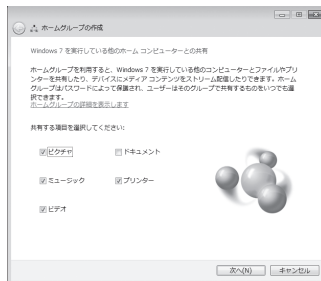 ホームグループの作成
Windows 7 を実行している他のホーム コンピューターとの共有
ホームグループを利用すると、Windows 7 を実行している他のコンピューターとファイルやプリ
ンターを共有したり、デバイスにメディア コンテンツをストリーム配信したりできます。ホーム
グループはパスワードによって保護され、ユーザーはそのグループで共有するものをいつでも選
択できます。
ホームグループの詳細を表示します
共有する項目を選択してください:
ピクチャ
ドキュメント
ミュージック
プリンター
ビデオ
次へ(N)
キャンセル